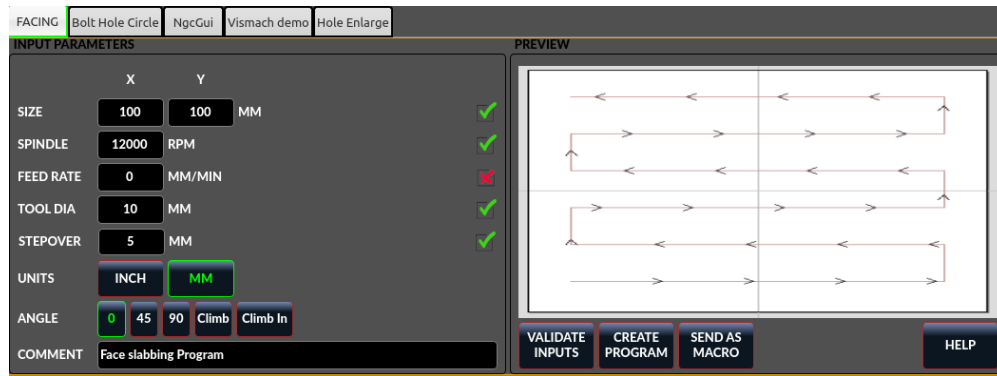 FACING Bolt Hole Circle NgcGui Vismach demo Hole Enlarge
INPUT PARAMETERS
X Y
SIZE 100 100 MM
SPINDLE 12000 RPM
FEED RATE 0 MM/MIN
TOOL DIA 10 MM
STEPOVER 5 MM
UNITS INCH MM
ANGLE 0 45 90 Climb Climb In
COMMENT Face slabbing Program
PREVIEW
VALIDATE
INPUTS
CREATE
PROGRAM
SEND AS
MACRO
HELP